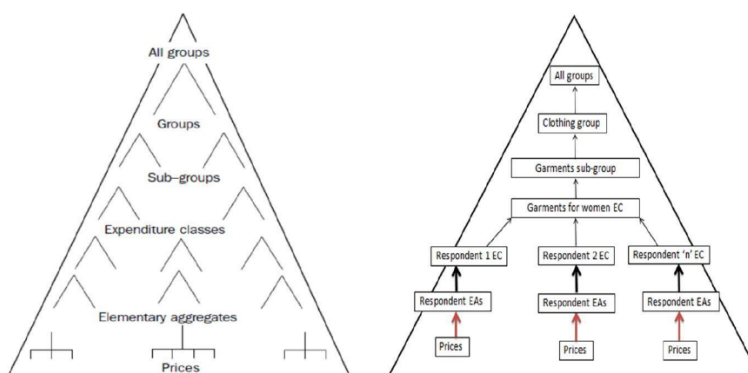 All groups
Groups
Sub-groups
Expenditure classes
Elementary aggregates
Prices
All groups
Clothing group
Garments sub-group
Garments for women EC
Respondent 1 EC
Respondent 2 EC
Respondent 'n' EC
Respondent EAs
Respondent EAs
Respondent EAs
Prices
Prices
Prices